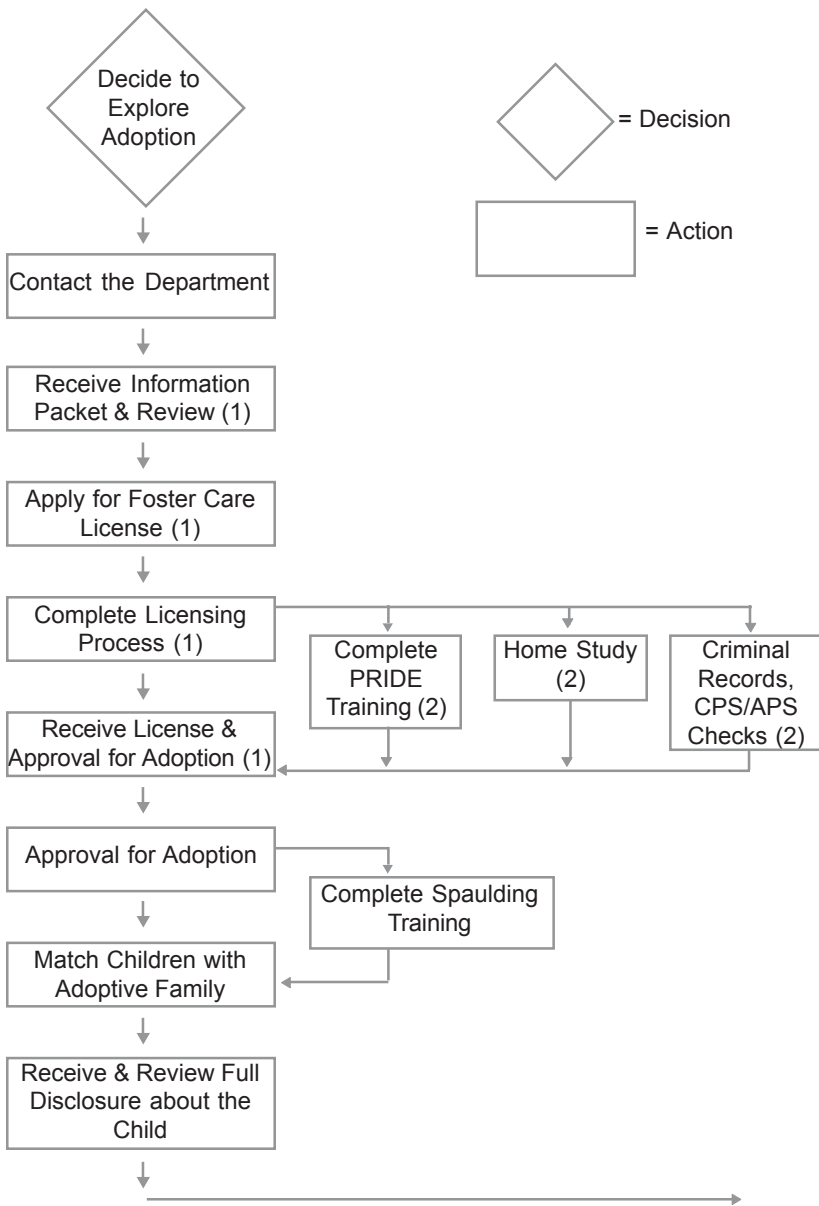 Decide to
Explore
Adoption
= Decision
= Action
Contact the Department
Receive Information
Packet & Review (1)
Apply for Foster Care
License (1)
Complete Licensing
Process (1)
Complete
PRIDE
Training (2)
Home Study
(2)
Criminal
Records,
CPS/APS
Checks (2)
Receive License &
Approval for Adoption (1)
Approval for Adoption
Complete Spaulding
Training
Match Children with
Adoptive Family
Receive & Review Full
Disclosure about the
Child